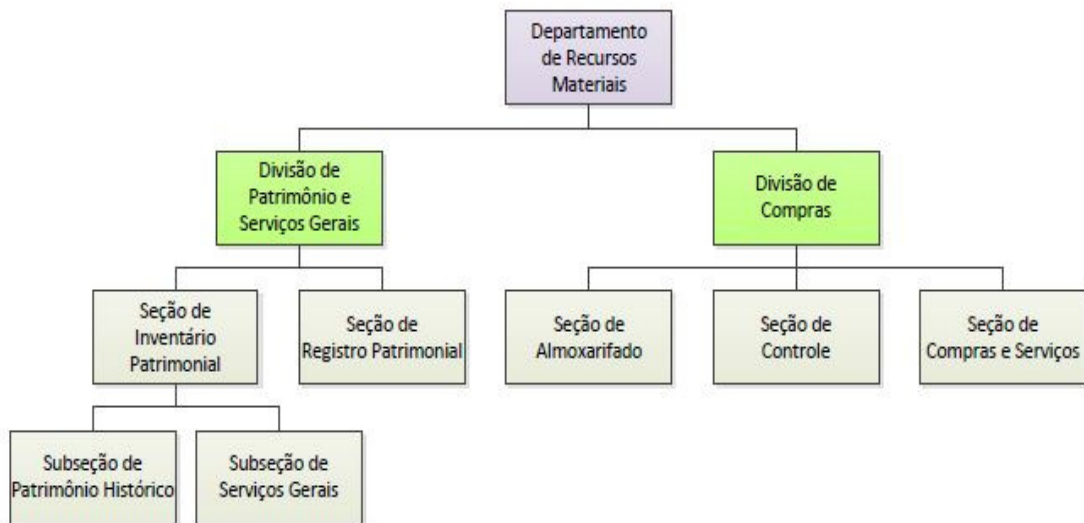 Departamento
de Recursos
Materiais
Divisão de
Patrimônio e
Serviços Gerais
Divisão de
Compras
Seção de
Inventário
Patrimonial
Seção de
Registro Patrimonial
Seção de
Almoxarifado
Seção de
Controle
Seção de
Compras e Serviços
Subseção de
Patrimônio Histórico
Subseção de
Serviços Gerais